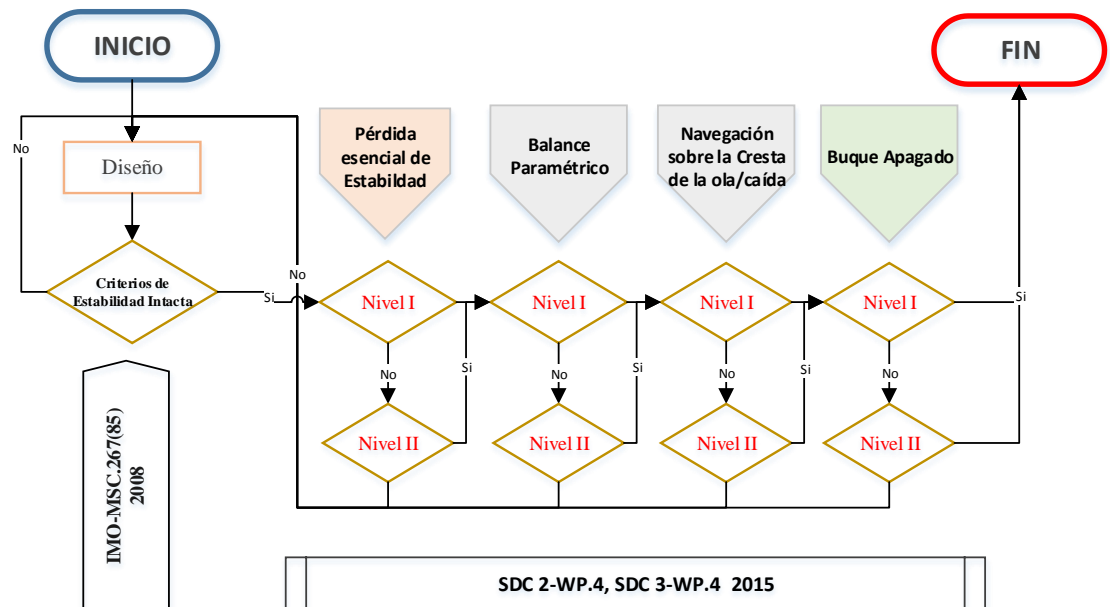 INICIO
FIN
Pérdida
esencial de
Estabildad
Balance
Paramétrico
Navegación
sobre la Cresta
de la ola/caída
Buque Apagado
No
Diseño
Criterios de
Estabilidad Intacta
Si
No
Nivel I
Nivel I
Nivel I
Nivel I
Si
No
Si
No
Si
No
Si
No
Nivel II
Nivel II
Nivel II
Nivel II
IMO-MSC.267(85)
2008
SDC 2-WP.4, SDC 3-WP.4 2015